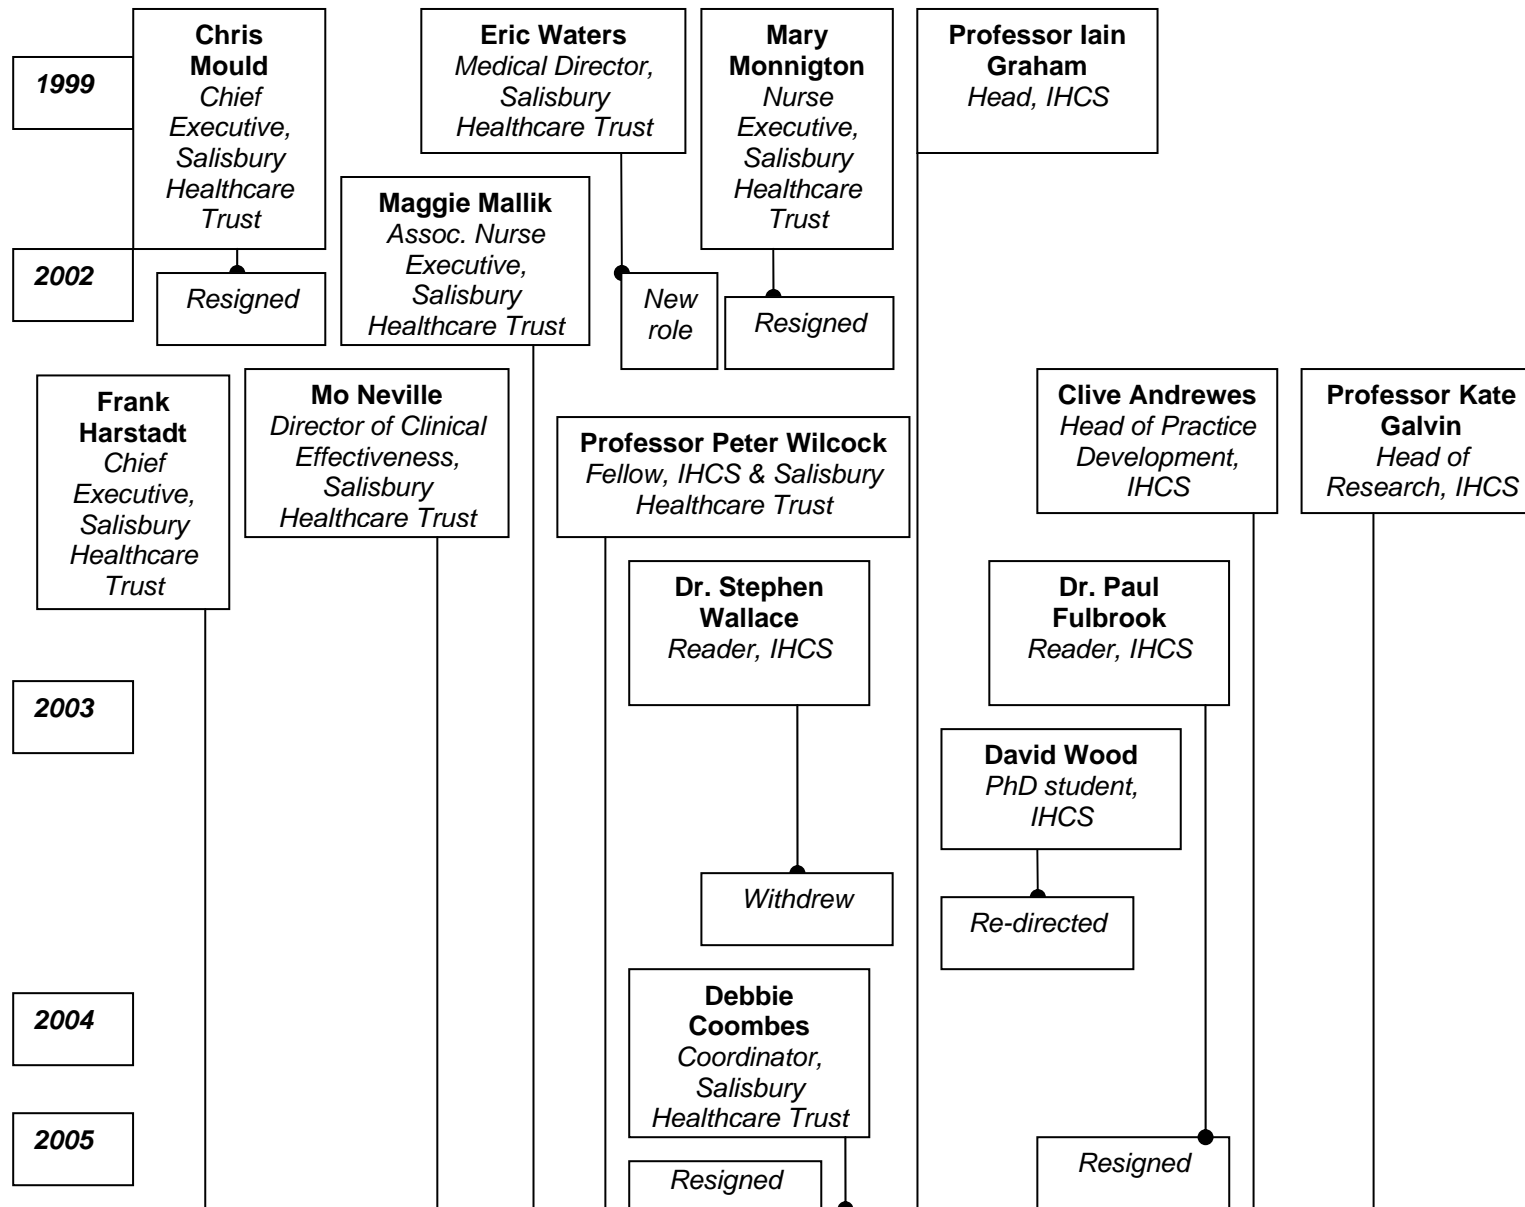 1999
Chris
Mould
Chief
Executive,
Salisbury
Healthcare
Trust
Eric Waters
Medical Director,
Salisbury
Healthcare Trust
Mary
Monnigton
Nurse
Executive,
Salisbury
Healthcare
Trust
Professor Iain
Graham
Head, IHCS
Maggie Mallik
Assoc. Nurse
Executive,
Salisbury
Healthcare Trust
2002
Resigned
New
role
Resigned
Frank
Harstadt
Chief
Executive,
Salisbury
Healthcare
Trust
Mo Neville
Director of Clinical
Effectiveness,
Salisbury
Healthcare Trust
Professor Peter Wilcock
Fellow, IHCS & Salisbury
Healthcare Trust
Clive Andrewes
Head of Practice
Development,
IHCS
Professor Kate
Galvin
Head of
Research, IHCS
Dr. Stephen
Wallace
Reader, IHCS
Dr. Paul
Fulbrook
Reader, IHCS
2003
David Wood
PhD student,
IHCS
Withdrew
Re-directed
2004
Debbie
Coombes
Coordinator,
Salisbury
Healthcare Trust
2005
Resigned
Resigned